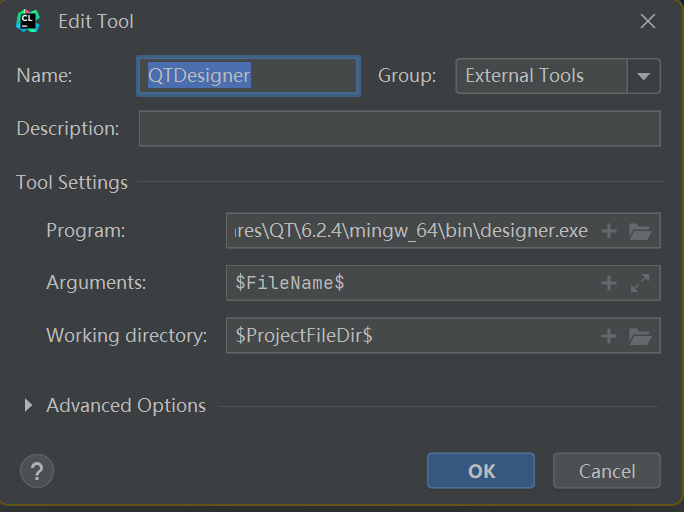 CL
Edit Tool
Name: QTDesigner Group: External Tools
Description:
Tool Settings
Program: \QT\6.2.4\mingw_64\bin\designer.exe
Arguments: $FileName$
Working directory: $ProjectFileDir$
Advanced Options
? OK Cancel